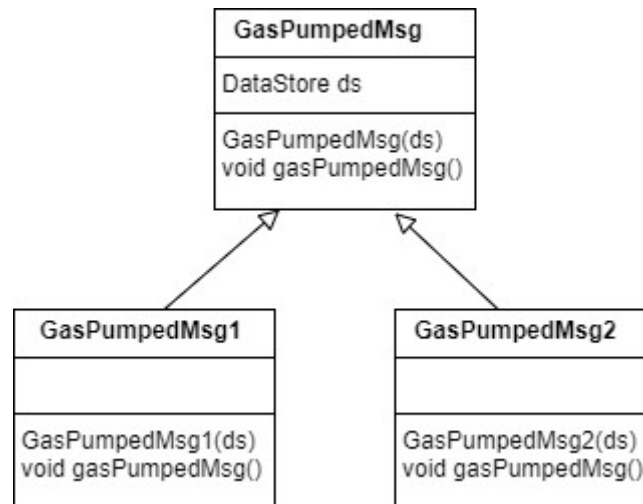 GasPumpedMsg
DataStore ds
GasPumpedMsg(ds)
void gasPumpedMsg()
GasPumpedMsg1
GasPumpedMsg1(ds)
void gasPumpedMsg()
GasPumpedMsg2
GasPumpedMsg2(ds)
void gasPumpedMsg()